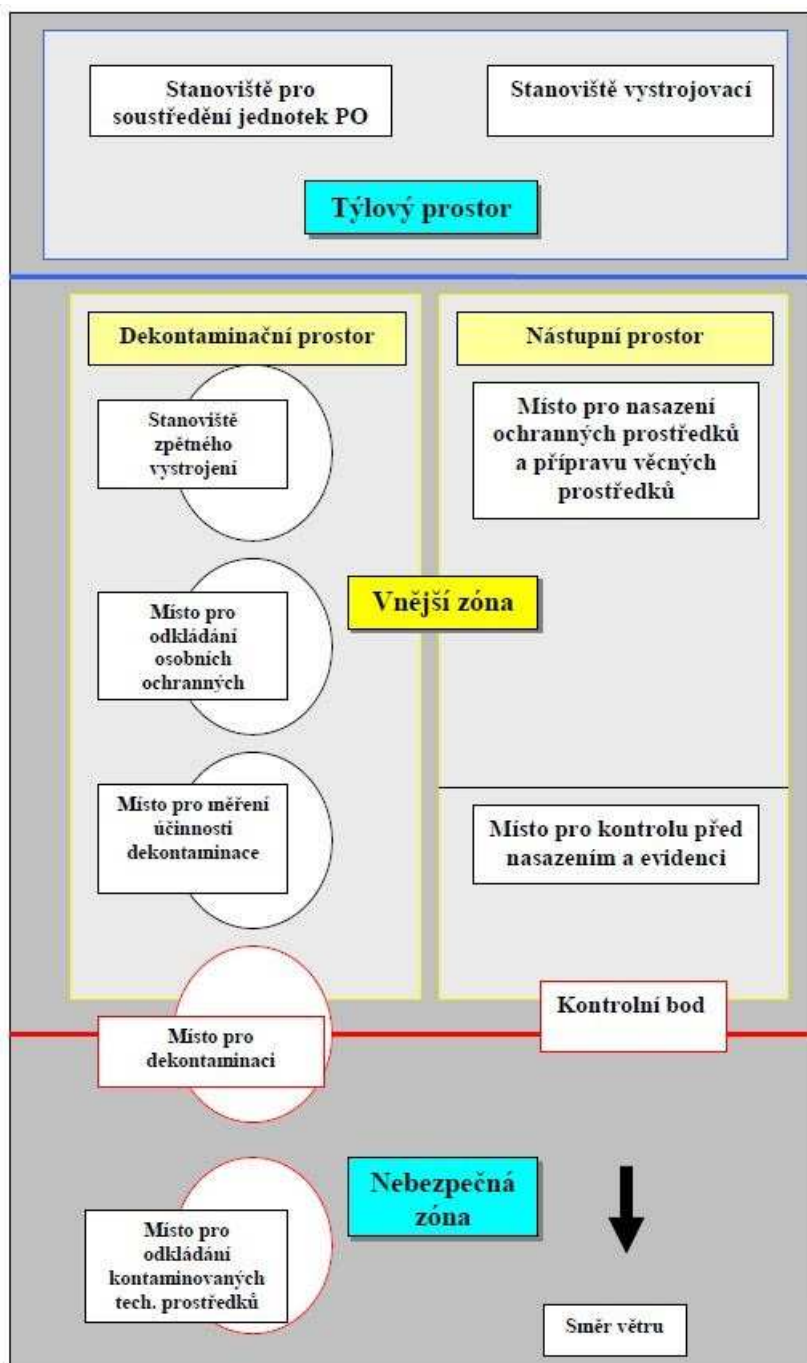 Stanoviště pro
soustředění jednotek PO
Stanoviště vystrojovací
Týlový prostor
Dekontaminační prostor
Stanoviště
zpětného
vystrojení
Místo pro
odkládání
osobních
ochranných
Místo pro měření
účinnosti
dekontaminace
Nástupní prostor
Místo pro nasazení
ochranných prostředků
a přípravu věcných
prostředků
Vnější zóna
Místo pro kontrolu před
nasazením a evidenci
Kontrolní bod
Místo pro
dekontaminaci
Nebezpečná
zóna
Místo pro
odkládání
kontaminovaných
tech. prostředků
Směr větru